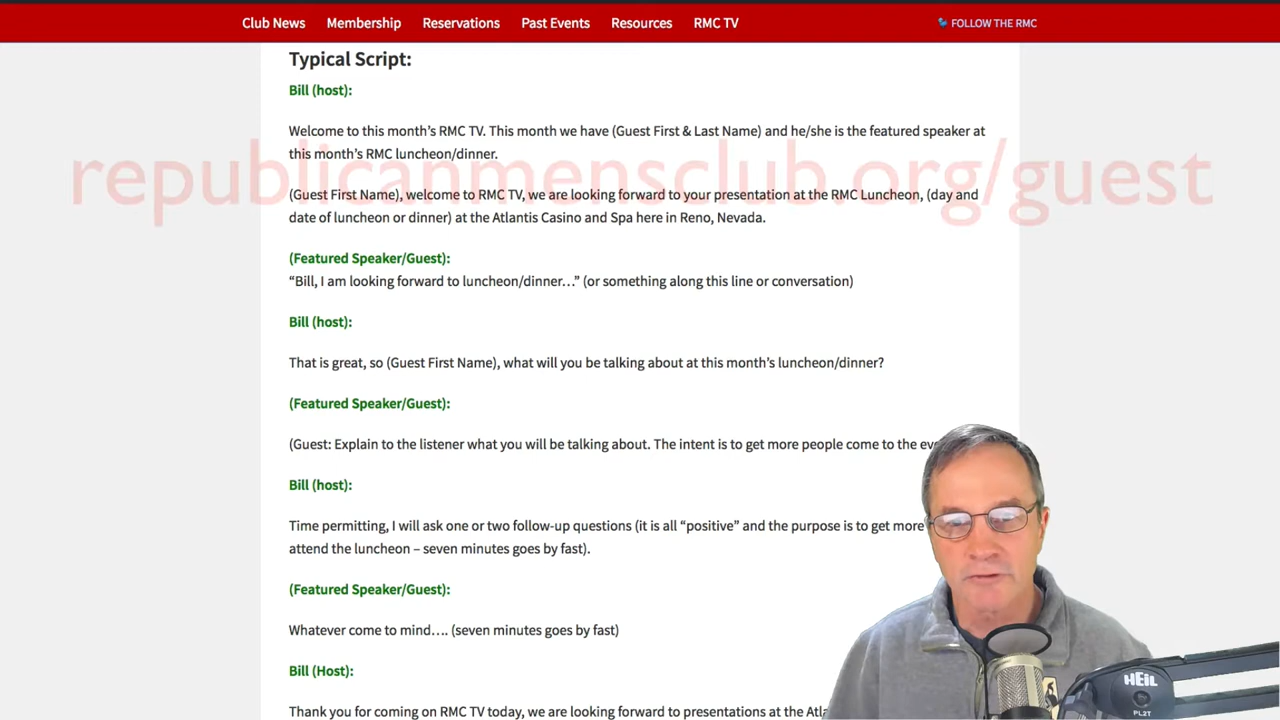 Club News Membership Reservations Past Events Resources RMC TV FOLLOW THE RMC
Typical Script:
Bill (host):
Welcome to this month’s RMC TV. This month we have (Guest First & Last Name) and he/she is the featured speaker at
this month’s RMC luncheon/dinner.
republicanmensclub.org/guest
(Guest First Name), welcome to RMC TV, we are looking forward to your presentation at the RMC Luncheon, (day and
date of luncheon or dinner) at the Atlantis Casino and Spa here in Reno, Nevada.
(Featured Speaker/Guest):
“Bill, I am looking forward to luncheon/dinner…” (or something along this line or conversation)
Bill (host):
That is great, so (Guest First Name), what will you be talking about at this month’s luncheon/dinner?
(Featured Speaker/Guest):
(Guest: Explain to the listener what you will be talking about. The intent is to get more people come to the
Bill (host):
Time permitting, I will ask one or two follow-up questions (it is all “positive” and the purpose is to get more
attend the luncheon – seven minutes goes by fast).
(Featured Speaker/Guest):
Whatever come to mind…. (seven minutes goes by fast)
Bill (Host):
Thank you for coming on RMC TV today, we are looking forward to presentations at the
HEIL
PL2T